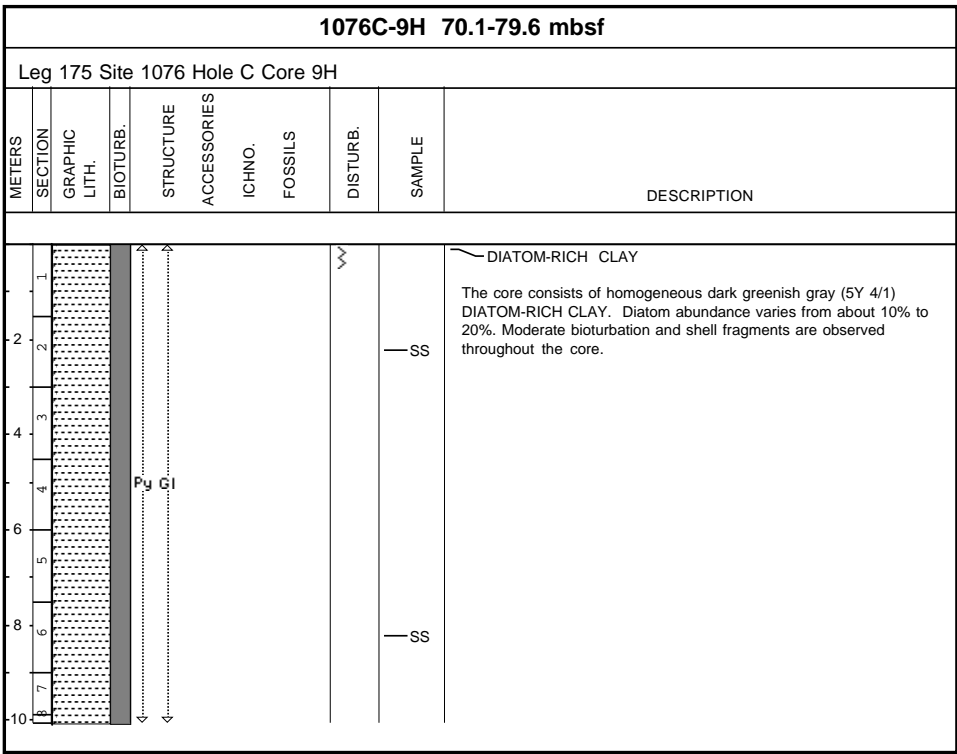 1076C-9H 70.1-79.6 mbsf
Leg 175 Site 1076 Hole C Core 9H
METERS
SECTION
GRAPHIC
LITH.
BIOTURB.
STRUCTURE
ACCESSORIES
ICHNO.
FOSSILS
DISTURB.
SAMPLE
DESCRIPTION
DIATOM-RICH CLAY
The core consists of homogeneous dark greenish gray (5Y 4/1)
DIATOM-RICH CLAY. Diatom abundance varies from about 10% to
20%. Moderate bioturbation and shell fragments are observed
throughout the core.
1
2
2
SS
3
4
4
Py Gl
6
5
8
6
SS
7
8
10